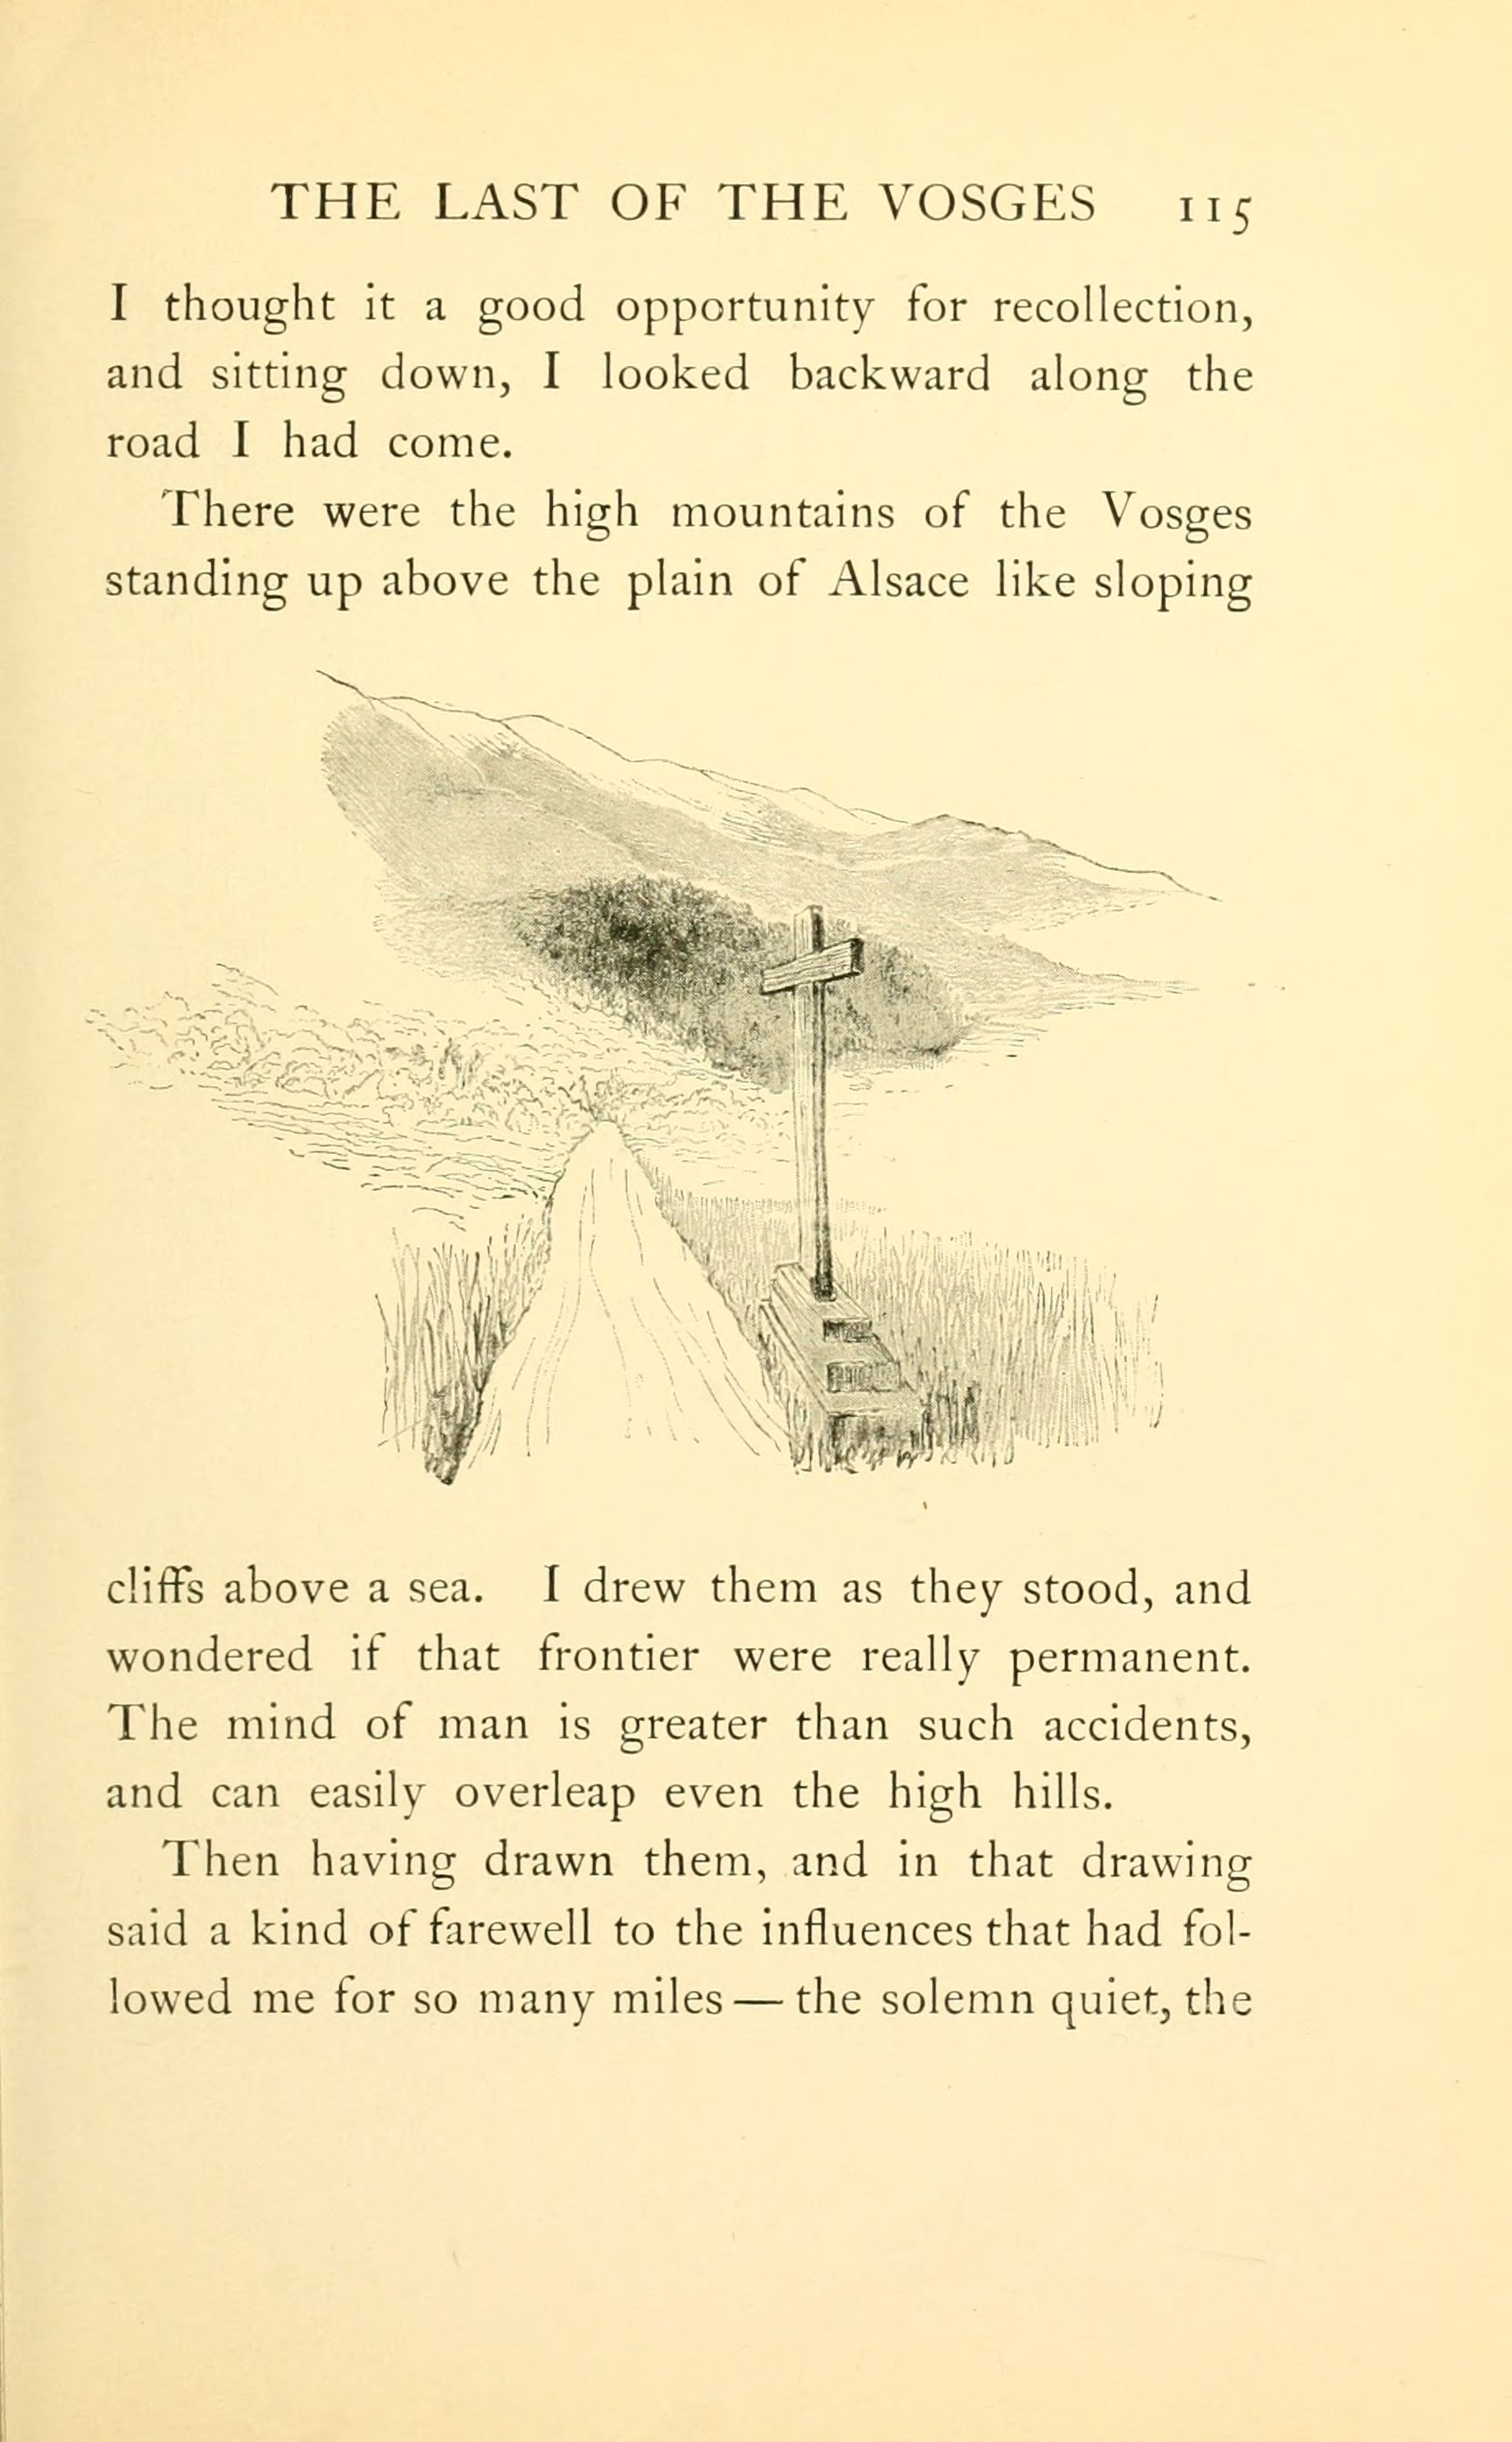 THE LAST OF THE VOSGES 115
I thought it a good opportunity for recollection,
and sitting down, I looked backward along the
road I had come.
There were the high mountains of the Vosges
standing up above the plain of Alsace like sloping
cliffs above a sea. I drew them as they stood, and
wondered if that frontier were really permanent.
The mind of man is greater than such accidents,
and can easily overleap even the high hills.
Then having drawn them, and in that drawing
said a kind of farewell to the influences that had fol-
lowed me for so many miles — the solemn quiet, the